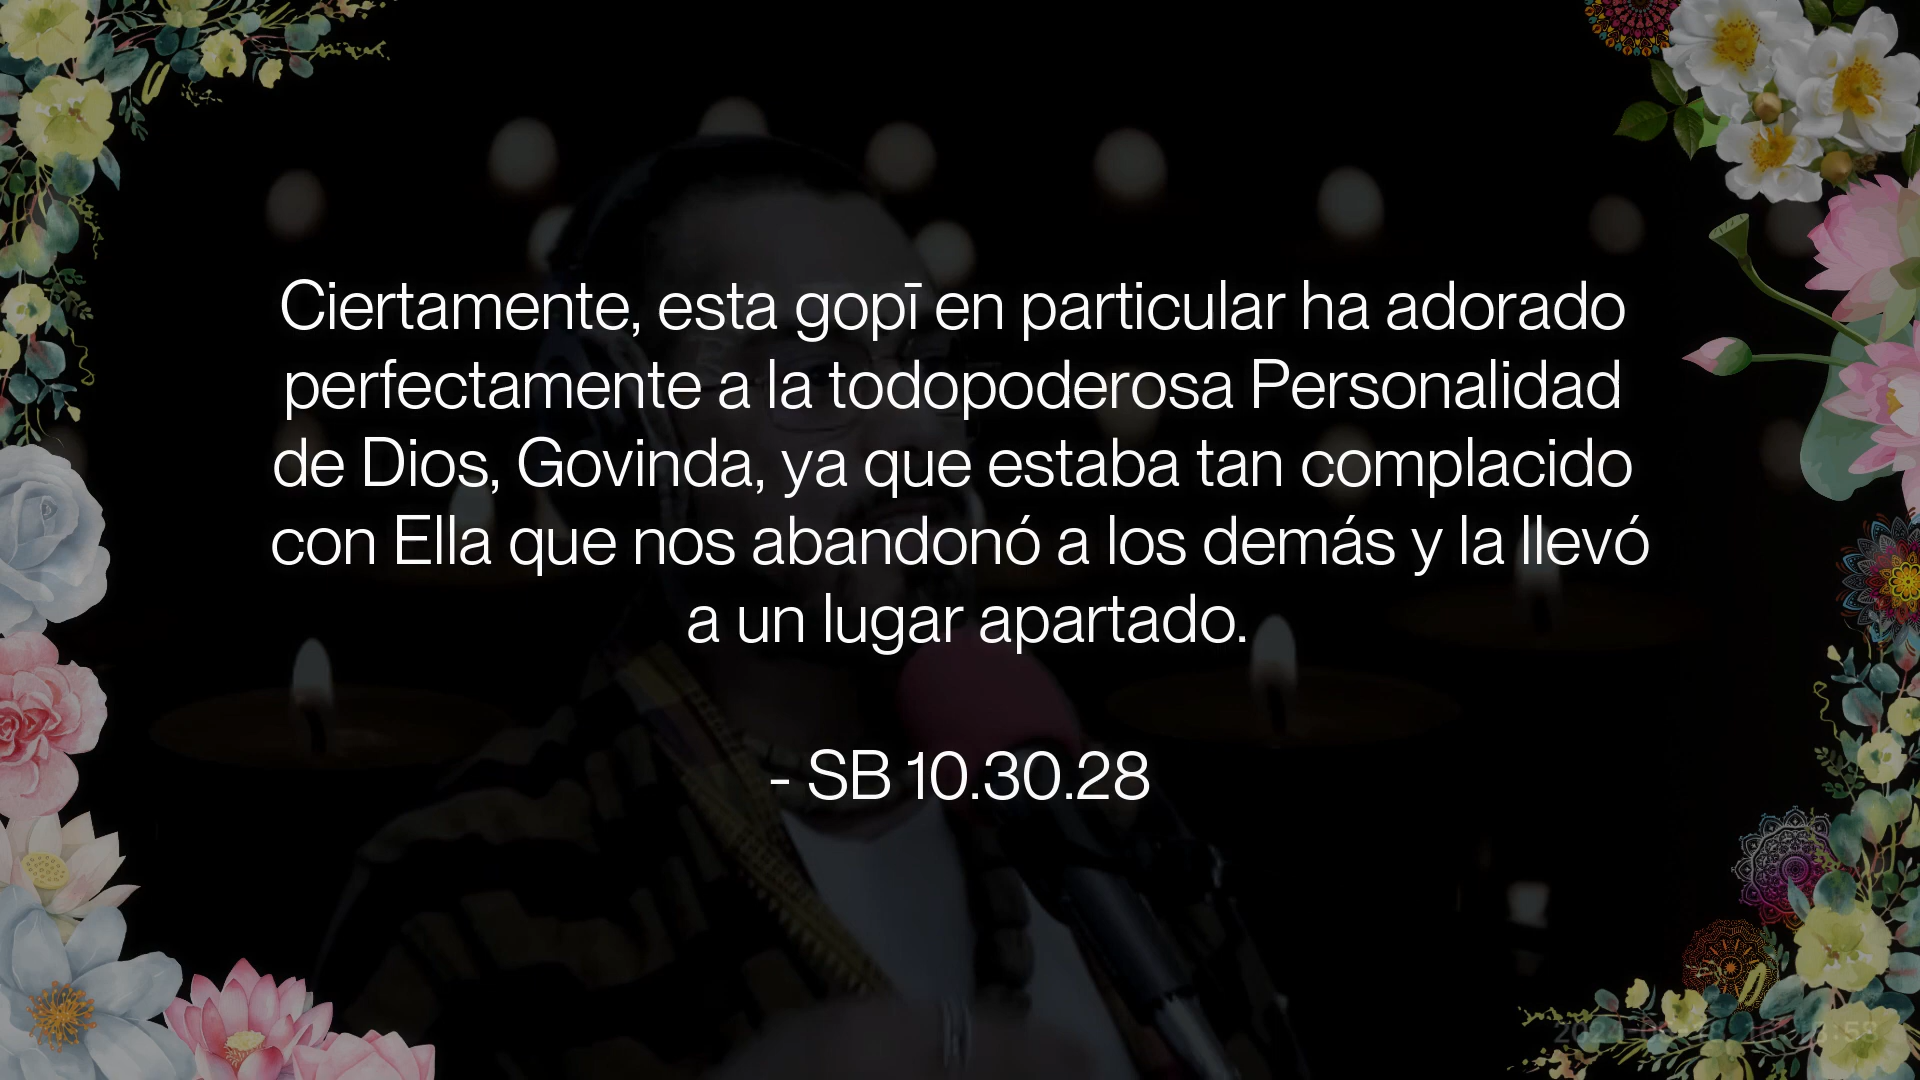 Ciertamente, esta gopī en particular ha adorado
perfectamente a la todopoderosa Personalidad
de Dios, Govinda, ya que estaba tan complacido
con Ella que nos abandonó a los demás y la llevó
a un lugar apartado.
- SB 10.30.28